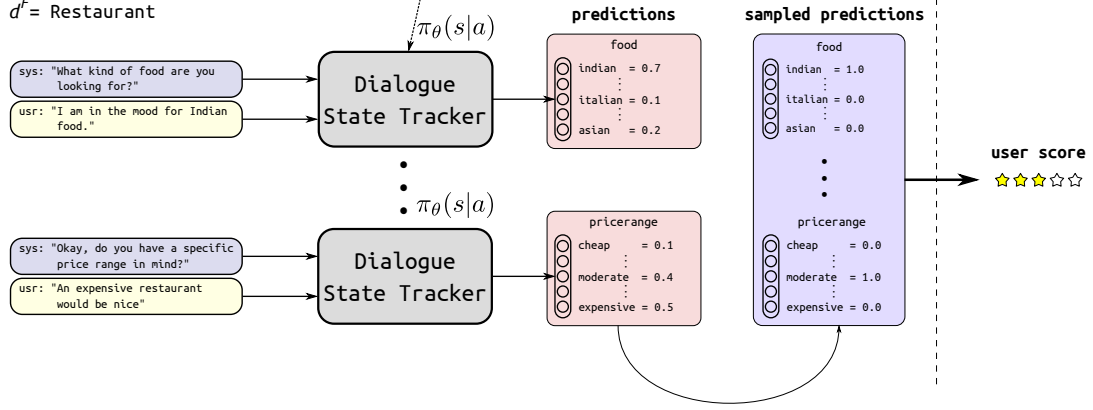 d^F = Restaurant
πθ(s|a)
predictions
sampled predictions
sys: "What kind of food are you
looking for?"
usr: "I am in the mood for Indian
food."
Dialogue
State Tracker
food
indian = 0.7
italian = 0.1
asian = 0.2
food
indian = 1.0
italian = 0.0
asian = 0.0
user score
πθ(s|a)
sys: "Okay, do you have a specific
price range in mind?"
usr: "An expensive restaurant
would be nice"
Dialogue
State Tracker
pricerange
cheap = 0.1
moderate = 0.4
expensive = 0.5
pricerange
cheap = 0.0
moderate = 1.0
expensive = 0.0